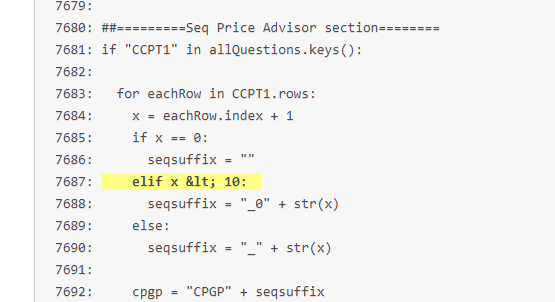 7679:
7680: ##=========Seq Price Advisor section========
7681: if "CCPT1" in allQuestions.keys():
7682:
7683:   for eachRow in CCPT1.rows:
7684:     x = eachRow.index + 1
7685:     if x == 0:
7686:       seqsuffix = ""
7687:     elif x &lt; 10:
7688:       seqsuffix = "_0" + str(x)
7689:     else:
7690:       seqsuffix = "_" + str(x)
7691:
7692:     cpgp = "CPGP" + seqsuffix